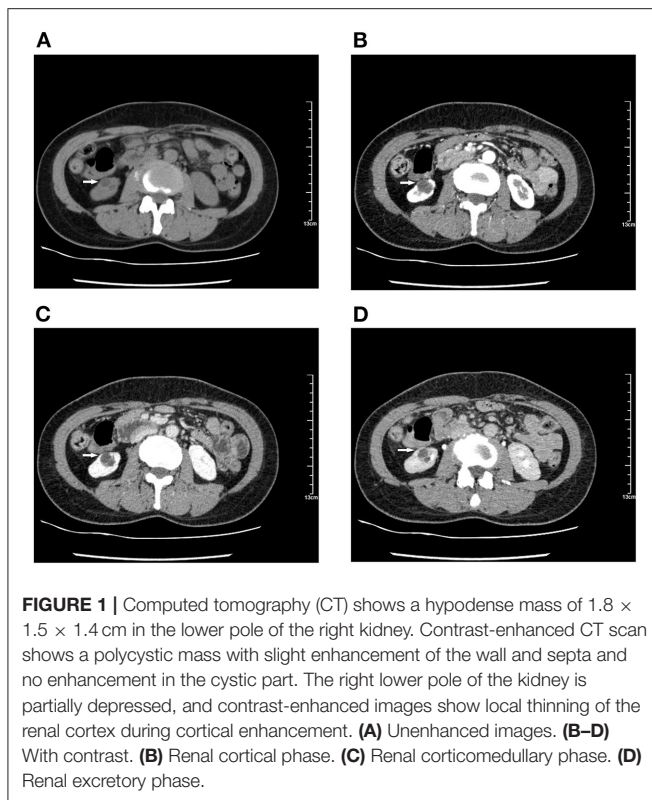 A
B
13cm
13cm
C
D
13cm
13cm
FIGURE 1 | Computed tomography (CT) shows a hypodense mass of 1.8 ×
1.5 × 1.4 cm in the lower pole of the right kidney. Contrast-enhanced CT scan
shows a polycystic mass with slight enhancement of the wall and septa and
no enhancement in the cystic part. The right lower pole of the kidney is
partially depressed, and contrast-enhanced images show local thinning of the
renal cortex during cortical enhancement. (A) Unenhanced images. (B–D)
With contrast. (B) Renal cortical phase. (C) Renal corticomedullary phase. (D)
Renal excretory phase.